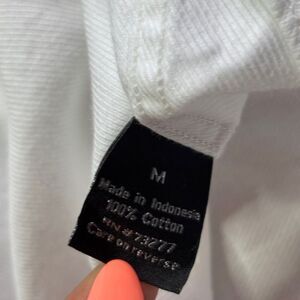 M
Made in Indonesia
100% Cotton
RN# 73277
Care on reverse